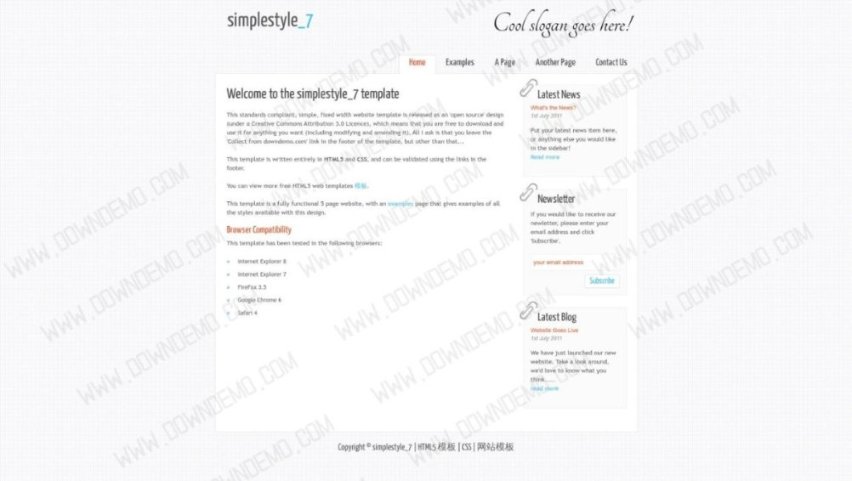 simplestyle_7
Cool slogan goes here!
Home Examples A Page Another Page Contact Us
Welcome to the simplestyle_7 template
This standards compliant, simple, fixed width website template is released as an 'open source' design
(under a Creative Commons Attribution 3.0 Licence), which means that you are free to download and
use it for anything you want (including modifying and amending it). All I ask is that you leave the
'Collect from downdemo.com' link in the footer of the template, but other than that...
This template is written entirely in HTML5 and CSS, and can be validated using the links in the
footer.
You can view more free HTML5 web templates 模板.
This template is a fully functional 5 page website, with an examples page that gives examples of all
the styles available with this design.
Browser Compatibility
This template has been tested in the following browsers:
Internet Explorer 8
Internet Explorer 7
FireFox 3.5
Google Chrome 6
Safari 4
Latest News
What's the News?
1st July 2011
Put your latest news item here,
or anything else you would like
in the sidebar!
Read more
Newsletter
If you would like to receive our
newletter, please enter your
email address and click
'Subscribe'.
your email address
Subscribe
Latest Blog
Website Goes Live
1st July 2011
We have just launched our new
website. Take a look around,
we'd love to know what you
think.....
read more
Copyright © simplestyle_7 | HTML5 模板 | CSS | 网站模板
WWW.DOWNDEMO.COM